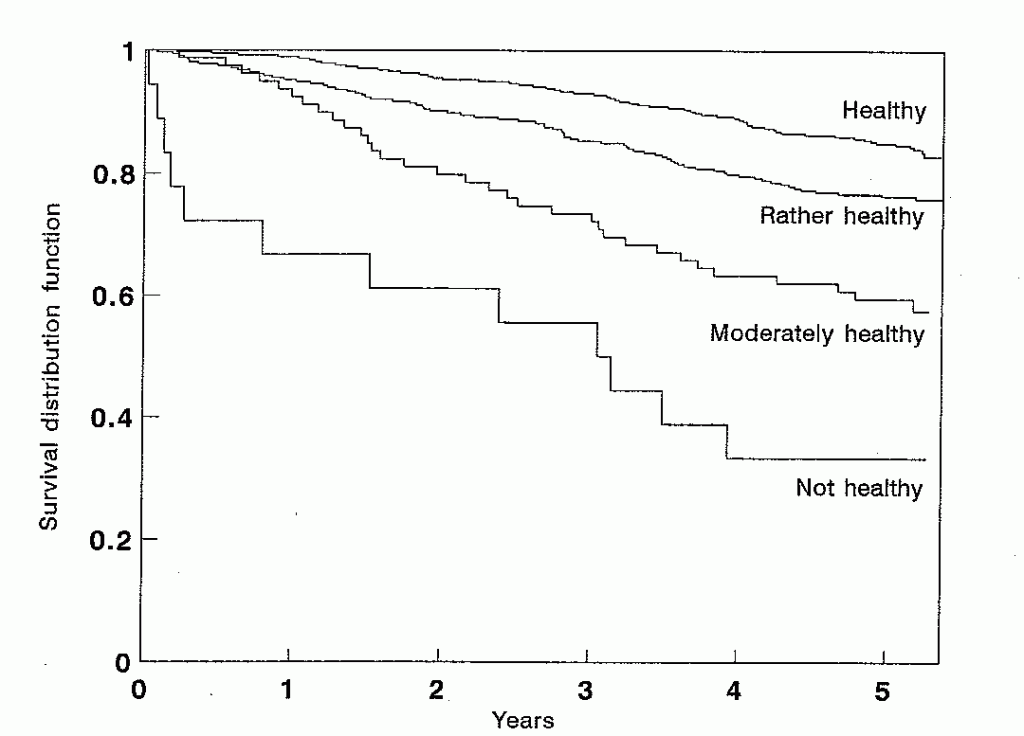 1
0.8
0.6
0.4
0.2
0
0 1 2 3 4 5
Years
Survival distribution function
Healthy
Rather healthy
Moderately healthy
Not healthy